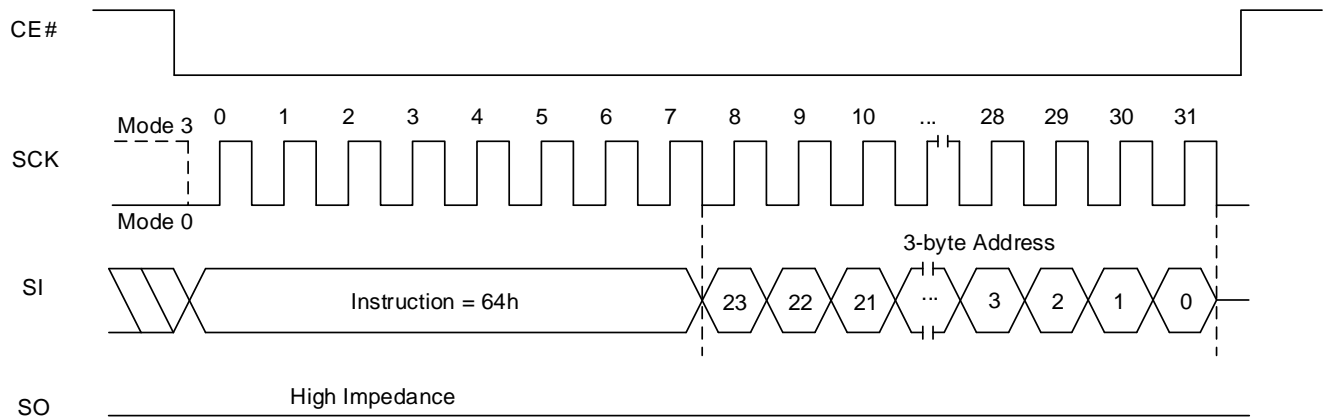 CE#
0 1 2 3 4 5 6 7 8 9 10 ... 28 29 30 31
Mode 3
SCK
Mode 0
3-byte Address
SI
Instruction = 64h 23 22 21 ... 3 2 1 0
High Impedance
SO